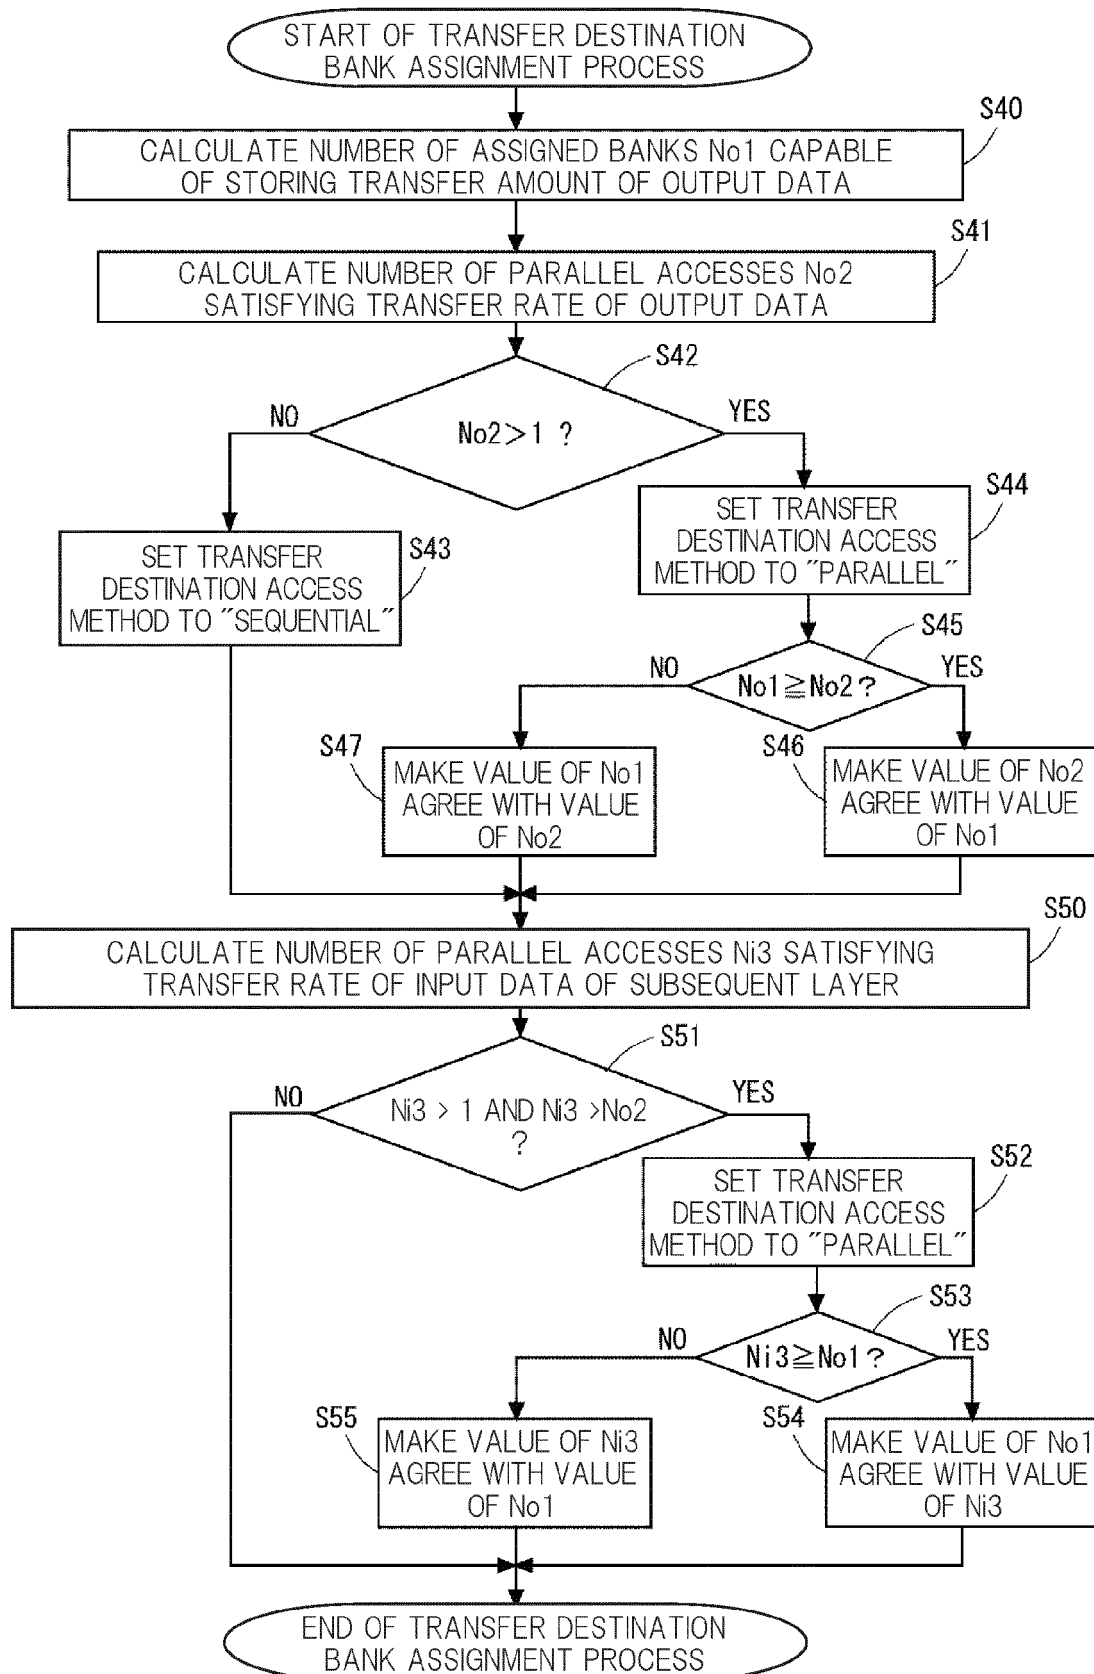 START OF TRANSFER DESTINATION
BANK ASSIGNMENT PROCESS
S40
CALCULATE NUMBER OF ASSIGNED BANKS No1 CAPABLE
OF STORING TRANSFER AMOUNT OF OUTPUT DATA
S41
CALCULATE NUMBER OF PARALLEL ACCESSES No2
SATISFYING TRANSFER RATE OF OUTPUT DATA
S42
NO
YES
No2>1 ?
S43
SET TRANSFER
DESTINATION ACCESS
METHOD TO "SEQUENTIAL"
S44
SET TRANSFER
DESTINATION ACCESS
METHOD TO "PARALLEL"
S45
NO
YES
No1≧No2?
S47
MAKE VALUE OF No1
AGREE WITH VALUE
OF No2
S46
MAKE VALUE OF No2
AGREE WITH VALUE
OF No1
S50
CALCULATE NUMBER OF PARALLEL ACCESSES Ni3 SATISFYING
TRANSFER RATE OF INPUT DATA OF SUBSEQUENT LAYER
S51
NO
YES
Ni3 > 1 AND Ni3 >No2
?
S52
SET TRANSFER
DESTINATION ACCESS
METHOD TO "PARALLEL"
S53
NO
YES
Ni3≧No1?
S55
MAKE VALUE OF Ni3
AGREE WITH VALUE
OF No1
S54
MAKE VALUE OF No1
AGREE WITH VALUE
OF Ni3
END OF TRANSFER DESTINATION
BANK ASSIGNMENT PROCESS